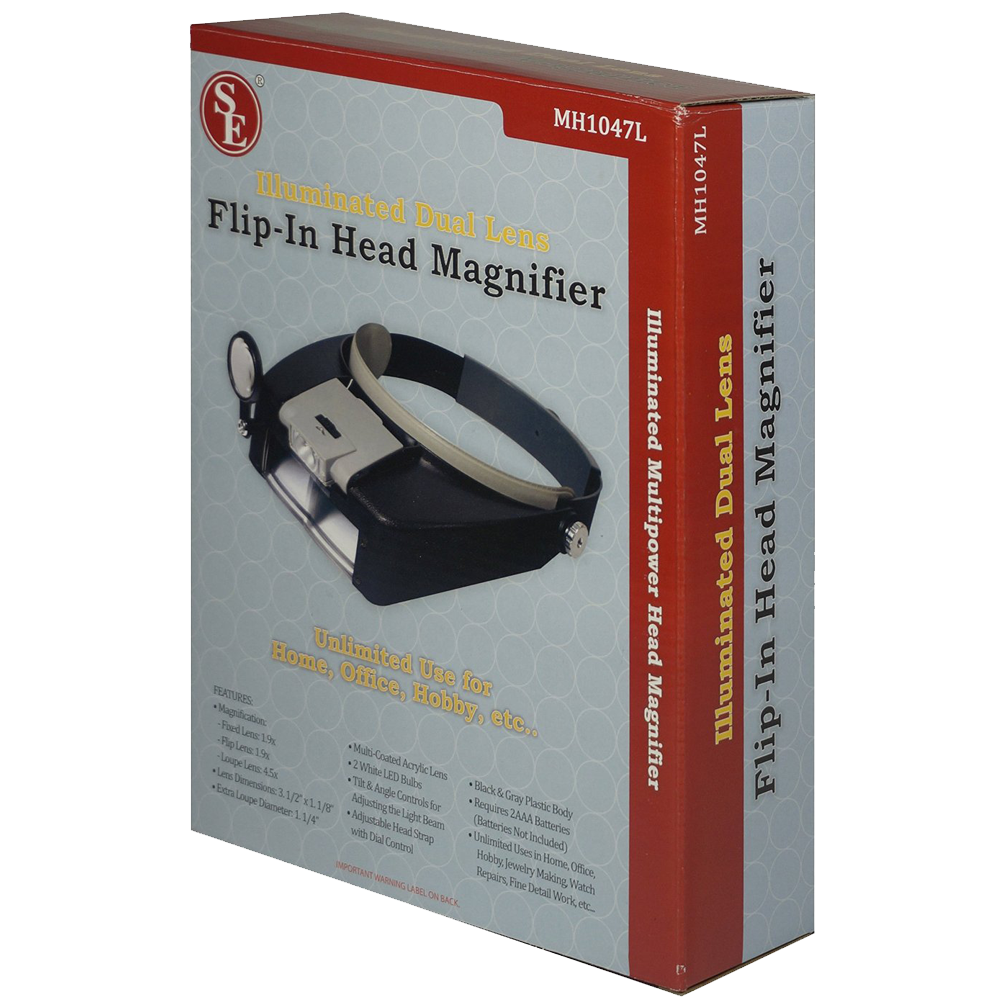 SE
®
MH1047L
Illuminated Dual Lens
Flip-In Head Magnifier
Unlimited Use for
Home, Office, Hobby, etc..
FEATURES:
• Magnification:
- Fixed Lens: 1.9x
- Flip Lens: 1.9x
- Loupe Lens: 4.5x
• Lens Dimensions: 3. 1/2" x 1. 1/8"
• Extra Loupe Diameter: 1. 1/4"
• Multi-Coated Acrylic Lens
• 2 White LED Bulbs
• Tilt & Angle Controls for
Adjusting the Light Beam
• Adjustable Head Strap
with Dial Control
• Black & Gray Plastic Body
• Requires 2AAA Batteries
(Batteries Not Included)
• Unlimited Uses in Home, Office,
Hobby, Jewelry Making, Watch
Repairs, Fine Detail Work, etc...
IMPORTANT WARNING LABEL ON BACK.
Illuminated Multipower Head Magnifier
MH1047L
Illuminated Dual Lens
Flip-In Head Magnifier